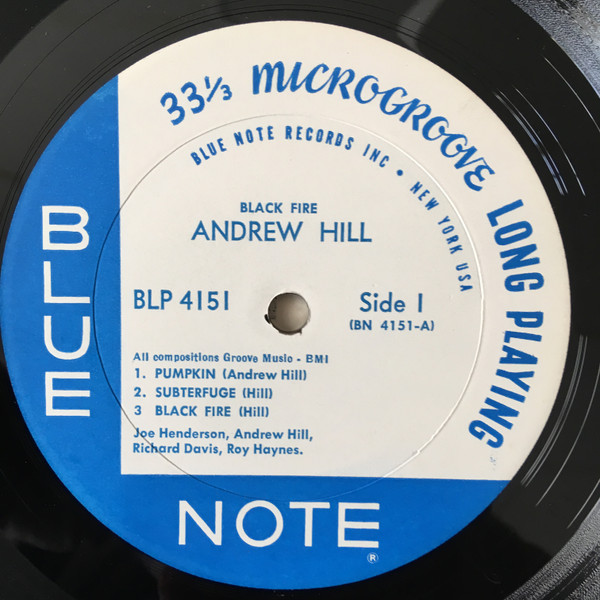 33⅓ MICROGROOVE LONG PLAYING
BLUE NOTE RECORDS INC • NEW YORK USA
BLACK FIRE
ANDREW HILL
BLP 4151
Side 1
(BN 4151-A)
All compositions Groove Music - BMI
1. PUMPKIN (Andrew Hill)
2. SUBTERFUGE (Hill)
3 BLACK FIRE (Hill)
Joe Henderson, Andrew Hill,
Richard Davis, Roy Haynes.
BLUE
NOTE®